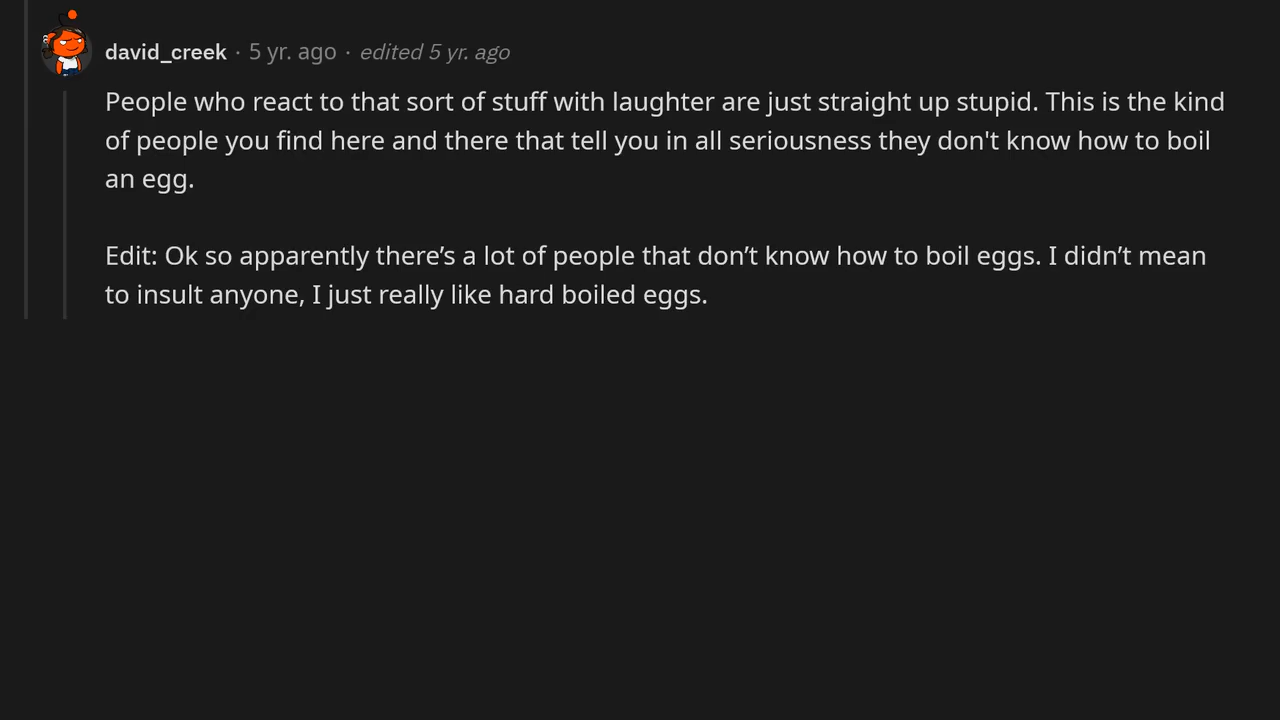 david_creek · 5 yr. ago · edited 5 yr. ago
People who react to that sort of stuff with laughter are just straight up stupid. This is the kind
of people you find here and there that tell you in all seriousness they don't know how to boil
an egg.
Edit: Ok so apparently there’s a lot of people that don’t know how to boil eggs. I didn’t mean
to insult anyone, I just really like hard boiled eggs.